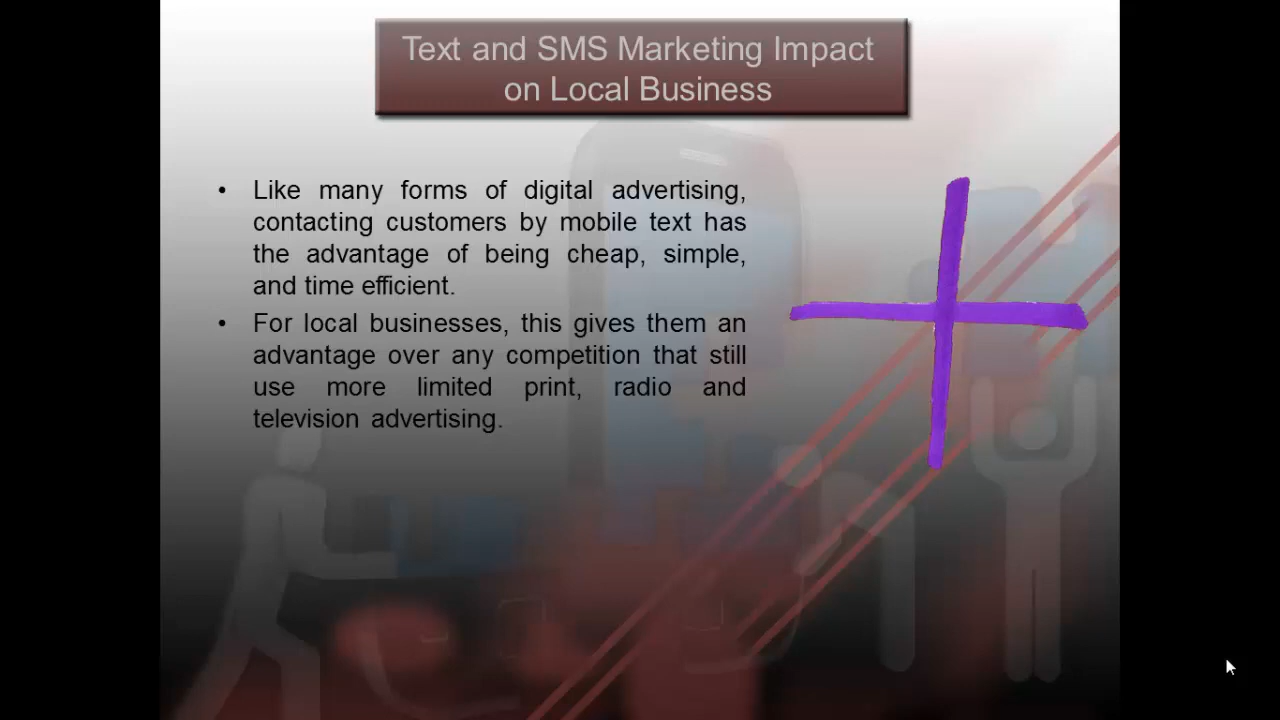 Text and SMS Marketing Impact
on Local Business
• Like many forms of digital advertising,
contacting customers by mobile text has
the advantage of being cheap, simple,
and time efficient.
• For local businesses, this gives them an
advantage over any competition that still
use more limited print, radio and
television advertising.